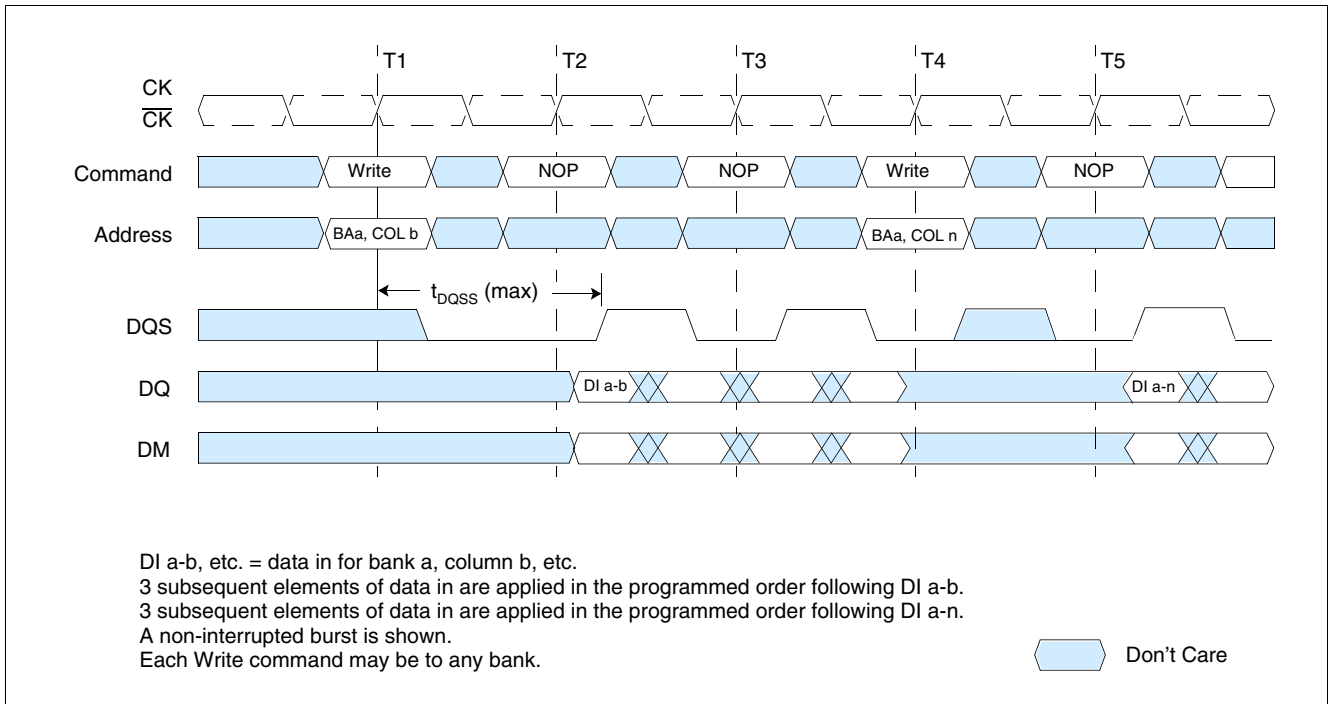 T1 T2 T3 T4 T5
CK
CK
Command Write NOP NOP Write NOP
Address BAa, COL b BAa, COL n
tDQSS (max)
DQS
DQ DI a-b DI a-n
DM
DI a-b, etc. = data in for bank a, column b, etc.
3 subsequent elements of data in are applied in the programmed order following DI a-b.
3 subsequent elements of data in are applied in the programmed order following DI a-n.
A non-interrupted burst is shown.
Each Write command may be to any bank.
Don't Care